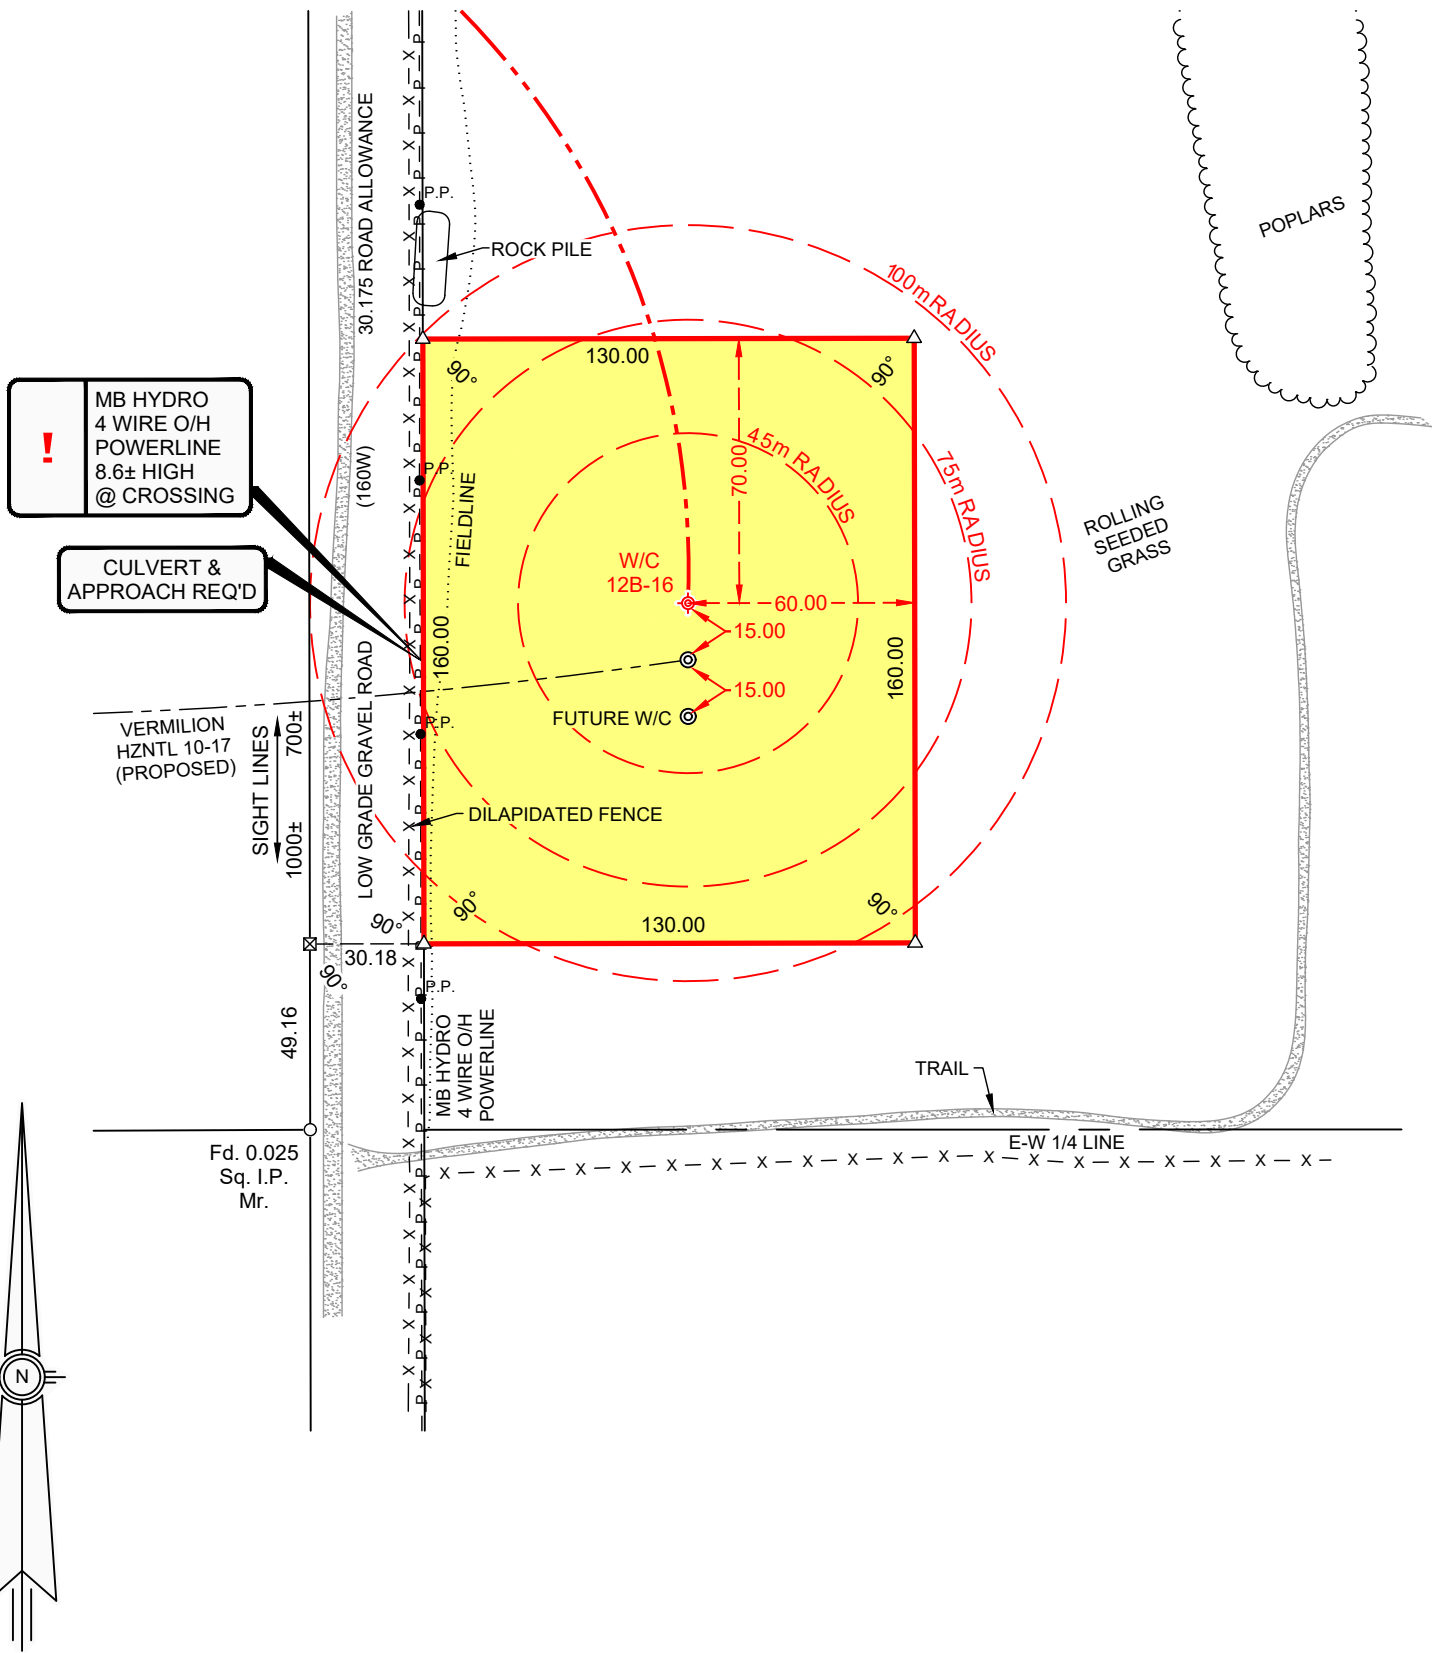 30.175 ROAD ALLOWANCE
(160W)
P.P.
ROCK PILE
POPLARS
100m RADIUS
130.00
90°
90°
!
MB HYDRO
4 WIRE O/H
POWERLINE
8.6± HIGH
@ CROSSING
CULVERT &
APPROACH REQ'D
P.P.
FIELDLINE
45m RADIUS
70.00
75m RADIUS
ROLLING
SEEDED
GRASS
W/C
12B-16
60.00
15.00
160.00
160.00
15.00
FUTURE W/C
VERMILION
HZNTL 10-17
(PROPOSED)
SIGHT LINES
700±
1000±
LOW GRADE GRAVEL ROAD
P.P.
DILAPIDATED FENCE
90°
90°
90°
130.00
30.18
90°
P.P.
49.16
MB HYDRO
4 WIRE O/H
POWERLINE
TRAIL
E-W 1/4 LINE
Fd. 0.025
Sq. I.P.
Mr.
X X X X X X X X X X X X X X X X X X X X
N